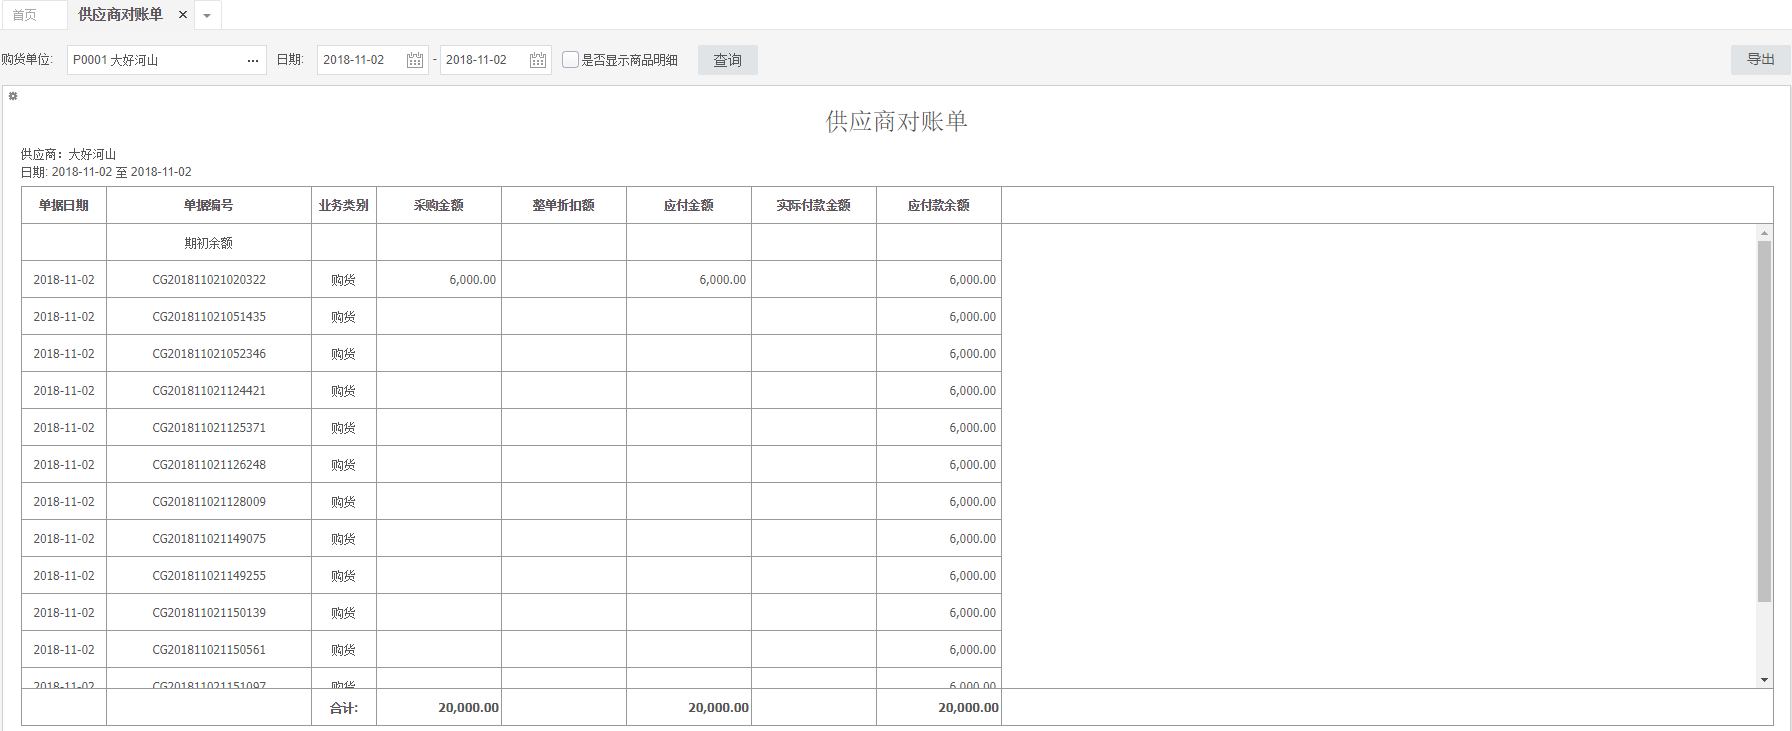 首页 供应商对账单 ×
购货单位: P0001 大好河山 ... 日期: 2018-11-02 - 2018-11-02 是否显示商品明细 查询 导出
供应商对账单
供应商: 大好河山
日期: 2018-11-02 至 2018-11-02
单据日期 单据编号 业务类别 采购金额 整单折扣额 应付金额 实际付款金额 应付款余额
期初余额
2018-11-02 CG201811021020322 购货 6,000.00 6,000.00 6,000.00
2018-11-02 CG201811021051435 购货 6,000.00
2018-11-02 CG201811021052346 购货 6,000.00
2018-11-02 CG201811021124421 购货 6,000.00
2018-11-02 CG201811021125371 购货 6,000.00
2018-11-02 CG201811021126248 购货 6,000.00
2018-11-02 CG201811021128009 购货 6,000.00
2018-11-02 CG201811021149075 购货 6,000.00
2018-11-02 CG201811021149255 购货 6,000.00
2018-11-02 CG201811021150139 购货 6,000.00
2018-11-02 CG201811021150561 购货 6,000.00
2018-11-02 CG201811021151097 购货 6,000.00
合计: 20,000.00 20,000.00 20,000.00